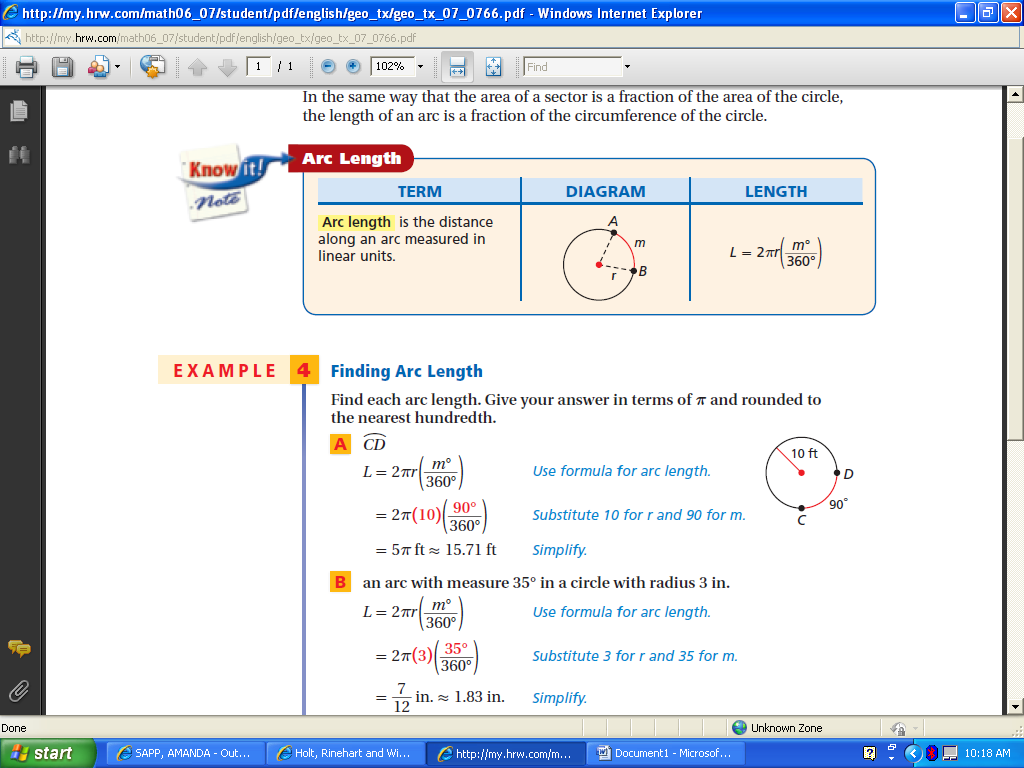 http://my.hrw.com/math06_07/student/pdf/english/geo_tx/geo_tx_07_0766.pdf - Windows Internet Explorer
http://my.hrw.com/math06_07/student/pdf/english/geo_tx/geo_tx_07_0766.pdf
1 / 1 102% Find
In the same way that the area of a sector is a fraction of the area of the circle,
the length of an arc is a fraction of the circumference of the circle.
Know it!
Note
Arc Length
TERM DIAGRAM LENGTH
Arc length is the distance
along an arc measured in
linear units.
A
m
B
r
L = 2πr(m°/360°)
EXAMPLE 4 Finding Arc Length
Find each arc length. Give your answer in terms of π and rounded to
the nearest hundredth.
A C͡D
L = 2πr(m°/360°) Use formula for arc length.
= 2π(10)(90°/360°) Substitute 10 for r and 90 for m.
= 5π ft ≈ 15.71 ft Simplify.
10 ft
D
90°
C
B an arc with measure 35° in a circle with radius 3 in.
L = 2πr(m°/360°) Use formula for arc length.
= 2π(3)(35°/360°) Substitute 3 for r and 35 for m.
= 7/12 in. ≈ 1.83 in. Simplify.
Done Unknown Zone
start SAPP, AMANDA - Out... Holt, Rinehart and Wi... http://my.hrw.com/m... Document1 - Microsof... 10:18 AM